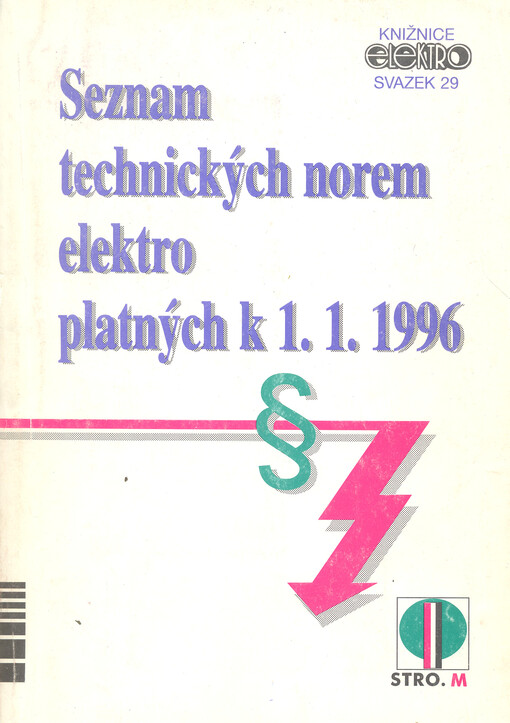 KNIŽNICE
ELEKTRO
SVAZEK 29
Seznam
technických norem
elektro
platných k 1. 1. 1996
§
STRO. M